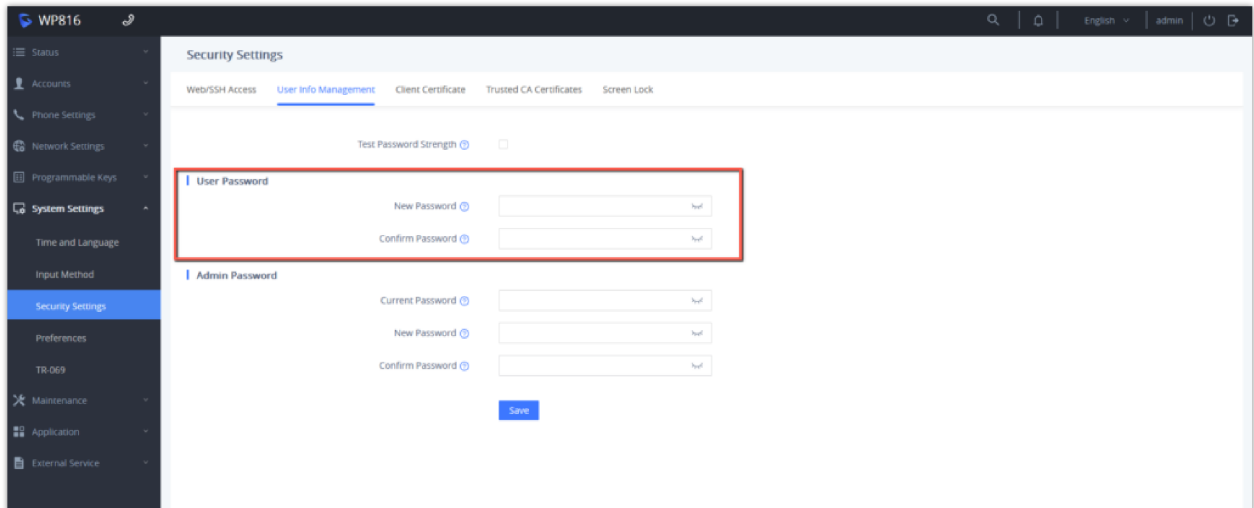 WP816
English
admin
Status
Accounts
Phone Settings
Network Settings
Programmable Keys
System Settings
Time and Language
Input Method
Security Settings
Preferences
TR-069
Maintenance
Application
External Service
Security Settings
Web/SSH Access User Info Management Client Certificate Trusted CA Certificates Screen Lock
Test Password Strength
User Password
New Password
Confirm Password
Admin Password
Current Password
New Password
Confirm Password
Save